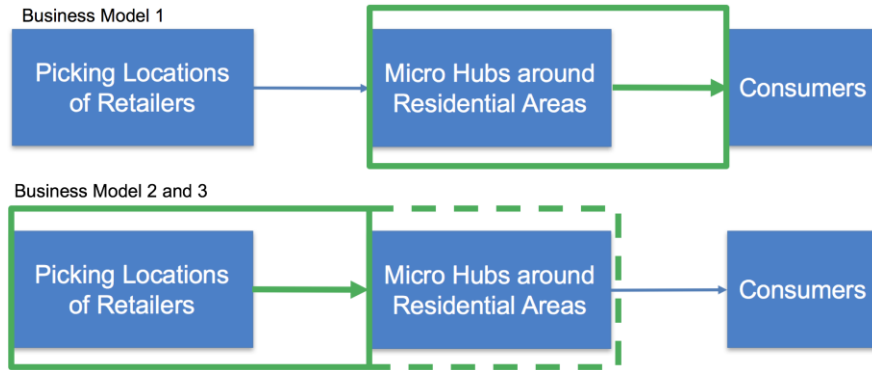 Business Model 1
Picking Locations
of Retailers
Micro Hubs around
Residential Areas
Consumers
Business Model 2 and 3
Picking Locations
of Retailers
Micro Hubs around
Residential Areas
Consumers